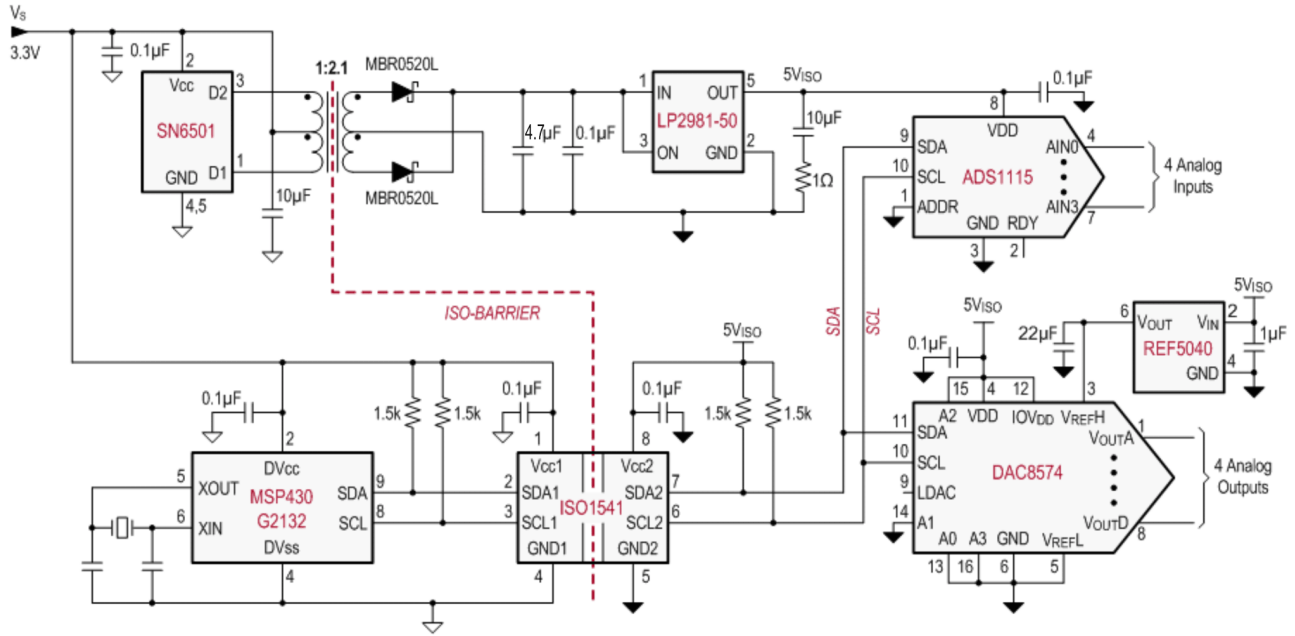 VS
3.3V
0.1µF
2
Vcc
D2
3
SN6501
GND
D1
1
4,5
10µF
1:2.1
MBR0520L
MBR0520L
4.7µF
0.1µF
1
IN
OUT
5
LP2981-50
3
ON
GND
2
5VISO
10µF
1Ω
0.1µF
8
VDD
9
SDA
AIN0
4
10
SCL
ADS1115
4 Analog
Inputs
1
ADDR
AIN3
7
GND
RDY
3
2
ISO-BARRIER
SDA
SCL
5VISO
0.1µF
22µF
6
VOUT
VIN
2
5VISO
REF5040
1µF
GND
4
15
4
12
3
A2
VDD
IOVDD
VREFH
11
SDA
VOUTA
1
10
SCL
DAC8574
4 Analog
Outputs
9
LDAC
14
A1
VOUTD
8
A0
A3
GND
VREFL
13
16
6
5
0.1µF
1.5k
1.5k
0.1µF
5VISO
0.1µF
1.5k
1.5k
2
DVcc
5
XOUT
MSP430
G2132
SDA
9
6
XIN
SCL
8
DVss
4
1
8
Vcc1
Vcc2
2
SDA1
SDA2
7
ISO1541
3
SCL1
SCL2
6
GND1
GND2
4
5